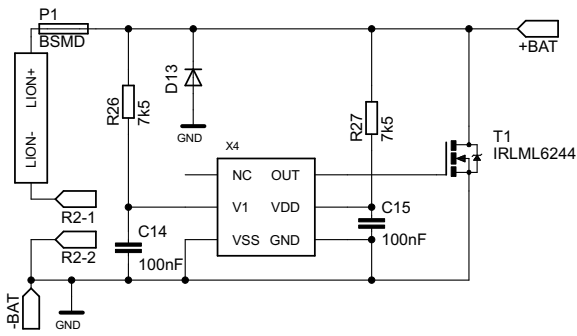 P1
BSMD
+BAT
LION+
LION-
R26
7k5
D13
GND
R27
7k5
T1
IRLML6244
X4
NC OUT
V1 VDD
VSS GND
R2-1
R2-2
C14
100nF
C15
100nF
-BAT
GND